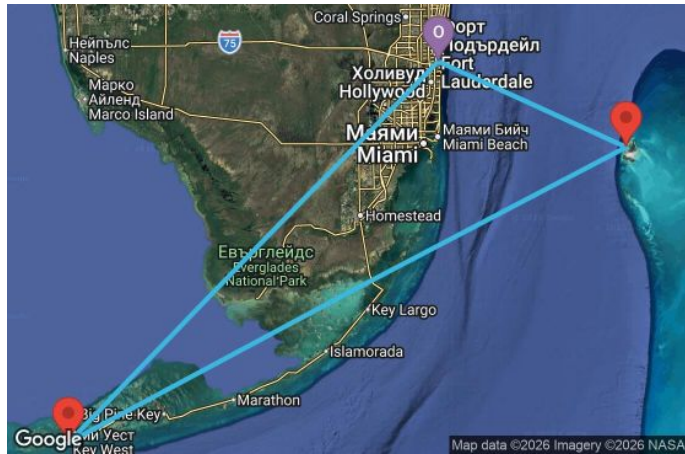 Coral Springs
75
O
Форт
Лодърдейл
Fort
Lauderdale
Нейпълс
Naples
Холивуд
Hollywood
Марко
Айленд
Marco Island
Маями
Miami
Маями Бийч
Miami Beach
Homestead
Евърглейдс
Everglades
National Park
Key Largo
Islamorada
Marathon
Big Pine Key
Уест
Key West
Google
Map data ©2026 Imagery ©2026 NASA